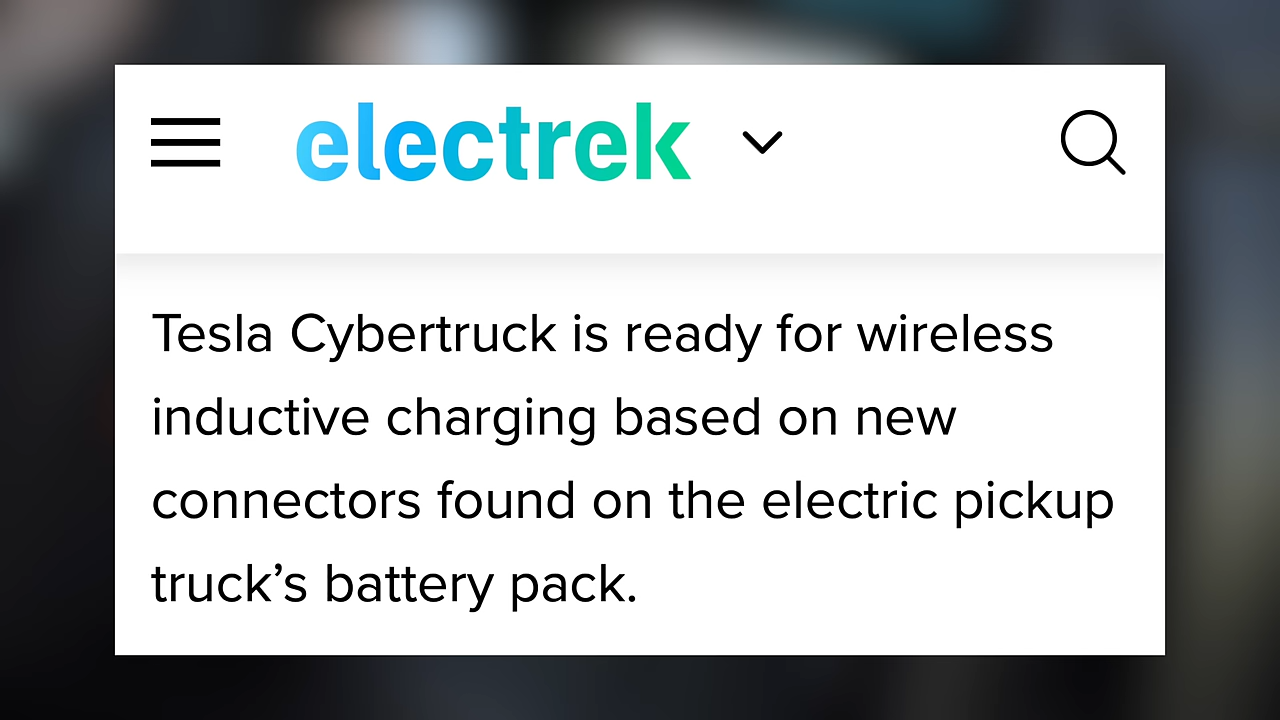 electrek
Tesla Cybertruck is ready for wireless
inductive charging based on new
connectors found on the electric pickup
truck’s battery pack.